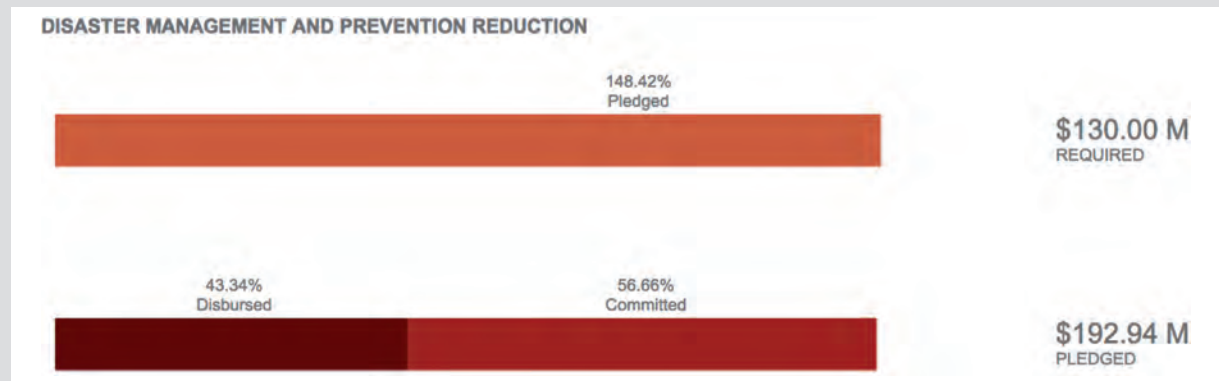 DISASTER MANAGEMENT AND PREVENTION REDUCTION
148.42%
Pledged
$130.00 M
REQUIRED
43.34%
Disbursed
56.66%
Committed
$192.94 M
PLEDGED